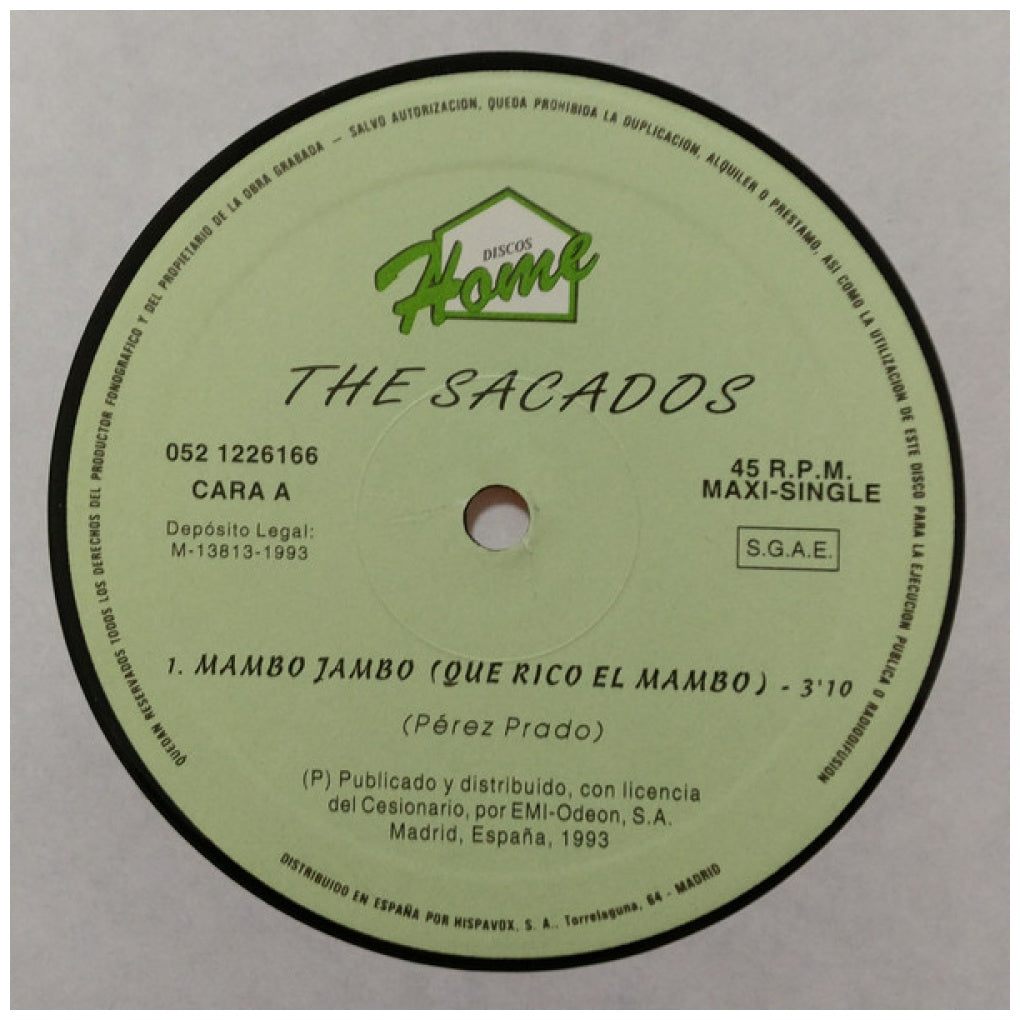 QUEDAN RESERVADOS TODOS LOS DERECHOS DEL PRODUCTOR FONOGRAFICO Y DEL PROPIETARIO DE LA OBRA GRABADA — SALVO AUTORIZACION, QUEDA PROHIBIDA LA DUPLICACION, ALQUILER O PRESTAMO, ASI COMO LA UTILIZACION DE ESTE DISCO PARA LA EJECUCION PUBLICA O RADIODIFUSION
DISCOS
Home
THE SACADOS
052 1226166
CARA A
Depósito Legal:
M-13813-1993
45 R.P.M.
MAXI-SINGLE
S.G.A.E.
1. MAMBO JAMBO (QUE RICO EL MAMBO) - 3'10
(Pérez Prado)
(P) Publicado y distribuido, con licencia
del Cesionario, por EMI-Odeon, S.A.
Madrid, España, 1993
DISTRIBUIDO EN ESPAÑA POR HISPAVOX, S. A., Torrelaguna, 64 - MADRID